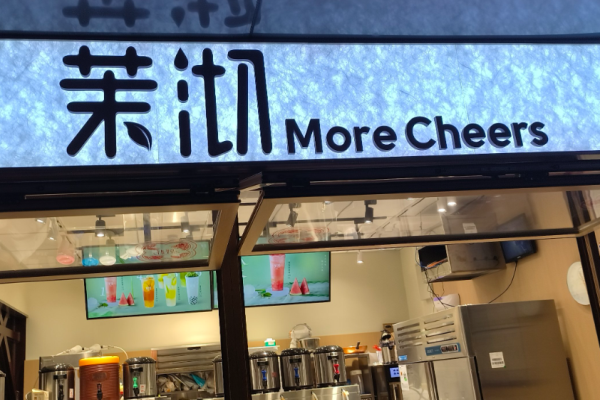 茉沏 More Cheers